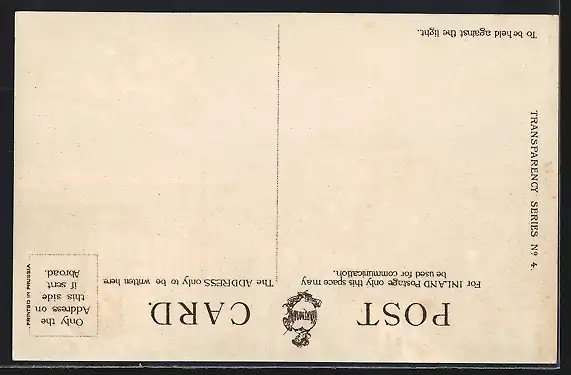 POST CARD.
For INLAND Postage only this space may
be used for communication.
The ADDRESS only to be written here
Only the
Address on
this side
if sent
Abroad.
PRINTED IN PRUSSIA
TRANSPARENCY SERIES Nº 4.
To be held against the light.